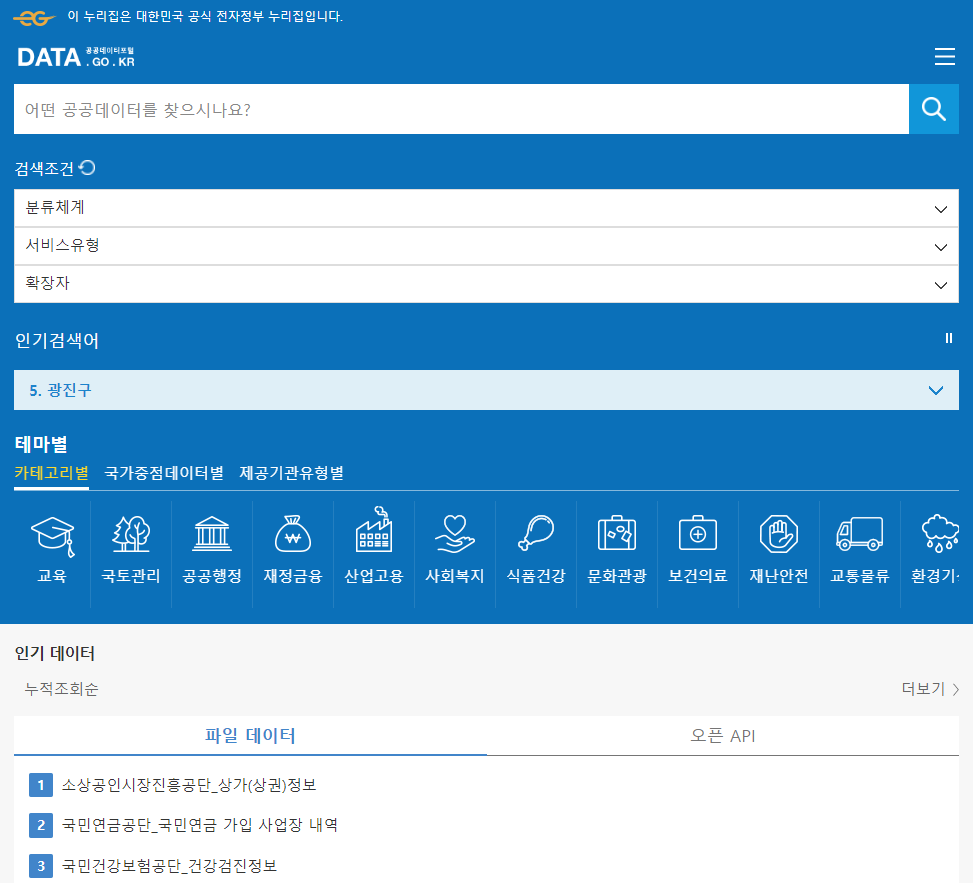 이 누리집은 대한민국 공식 전자정부 누리집입니다.
DATA 공공데이터포털 .GO.KR
어떤 공공데이터를 찾으시나요?
검색조건
분류체계
서비스유형
확장자
인기검색어
5. 광진구
테마별
카테고리별 국가중점데이터별 제공기관유형별
교육 국토관리 공공행정 재정금융 산업고용 사회복지 식품건강 문화관광 보건의료 재난안전 교통물류 환경기
인기 데이터
누적조회순 더보기
파일 데이터 오픈 API
1 소상공인시장진흥공단_상가(상권)정보
2 국민연금공단_국민연금 가입 사업장 내역
3 국민건강보험공단_건강검진정보